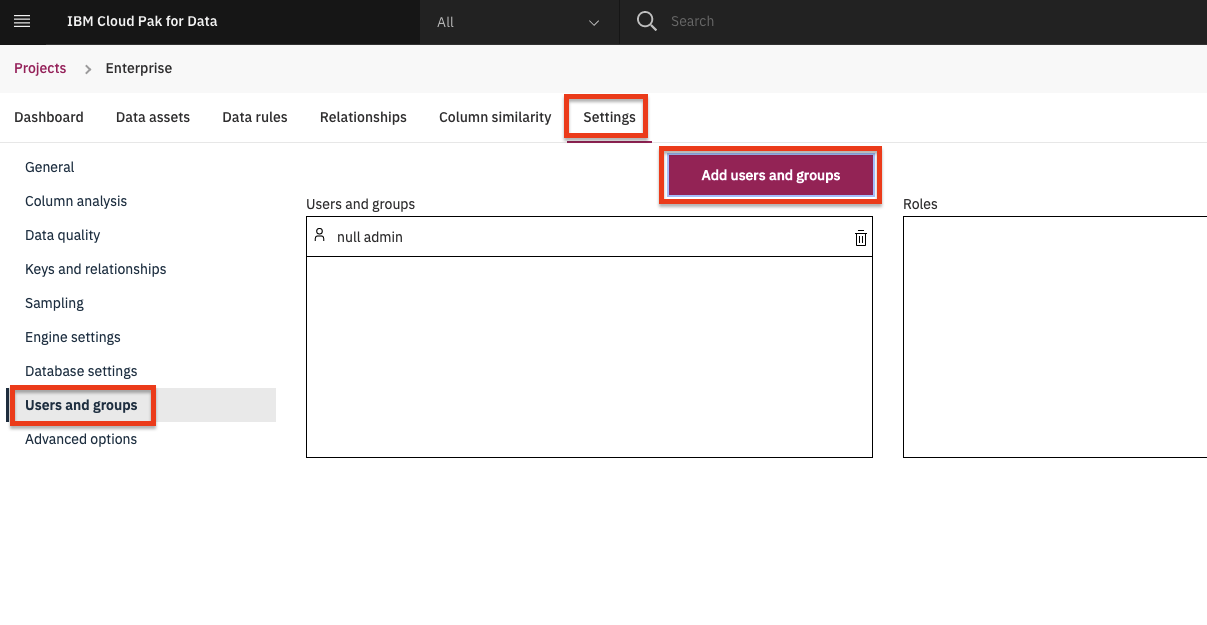 IBM Cloud Pak for Data
All
Search
Projects
Enterprise
Dashboard
Data assets
Data rules
Relationships
Column similarity
Settings
General
Column analysis
Data quality
Keys and relationships
Sampling
Engine settings
Database settings
Users and groups
Advanced options
Add users and groups
Users and groups
null admin
Roles